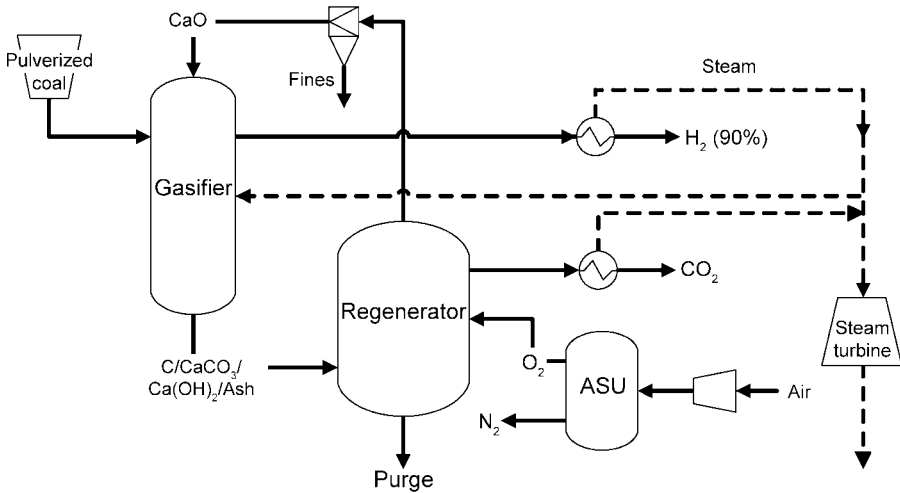 CaO
Pulverized
coal
Fines
Steam
H₂ (90%)
Gasifier
CO₂
Regenerator
Steam
turbine
C/CaCO₃/
Ca(OH)₂/Ash
O₂
ASU
Air
N₂
Purge